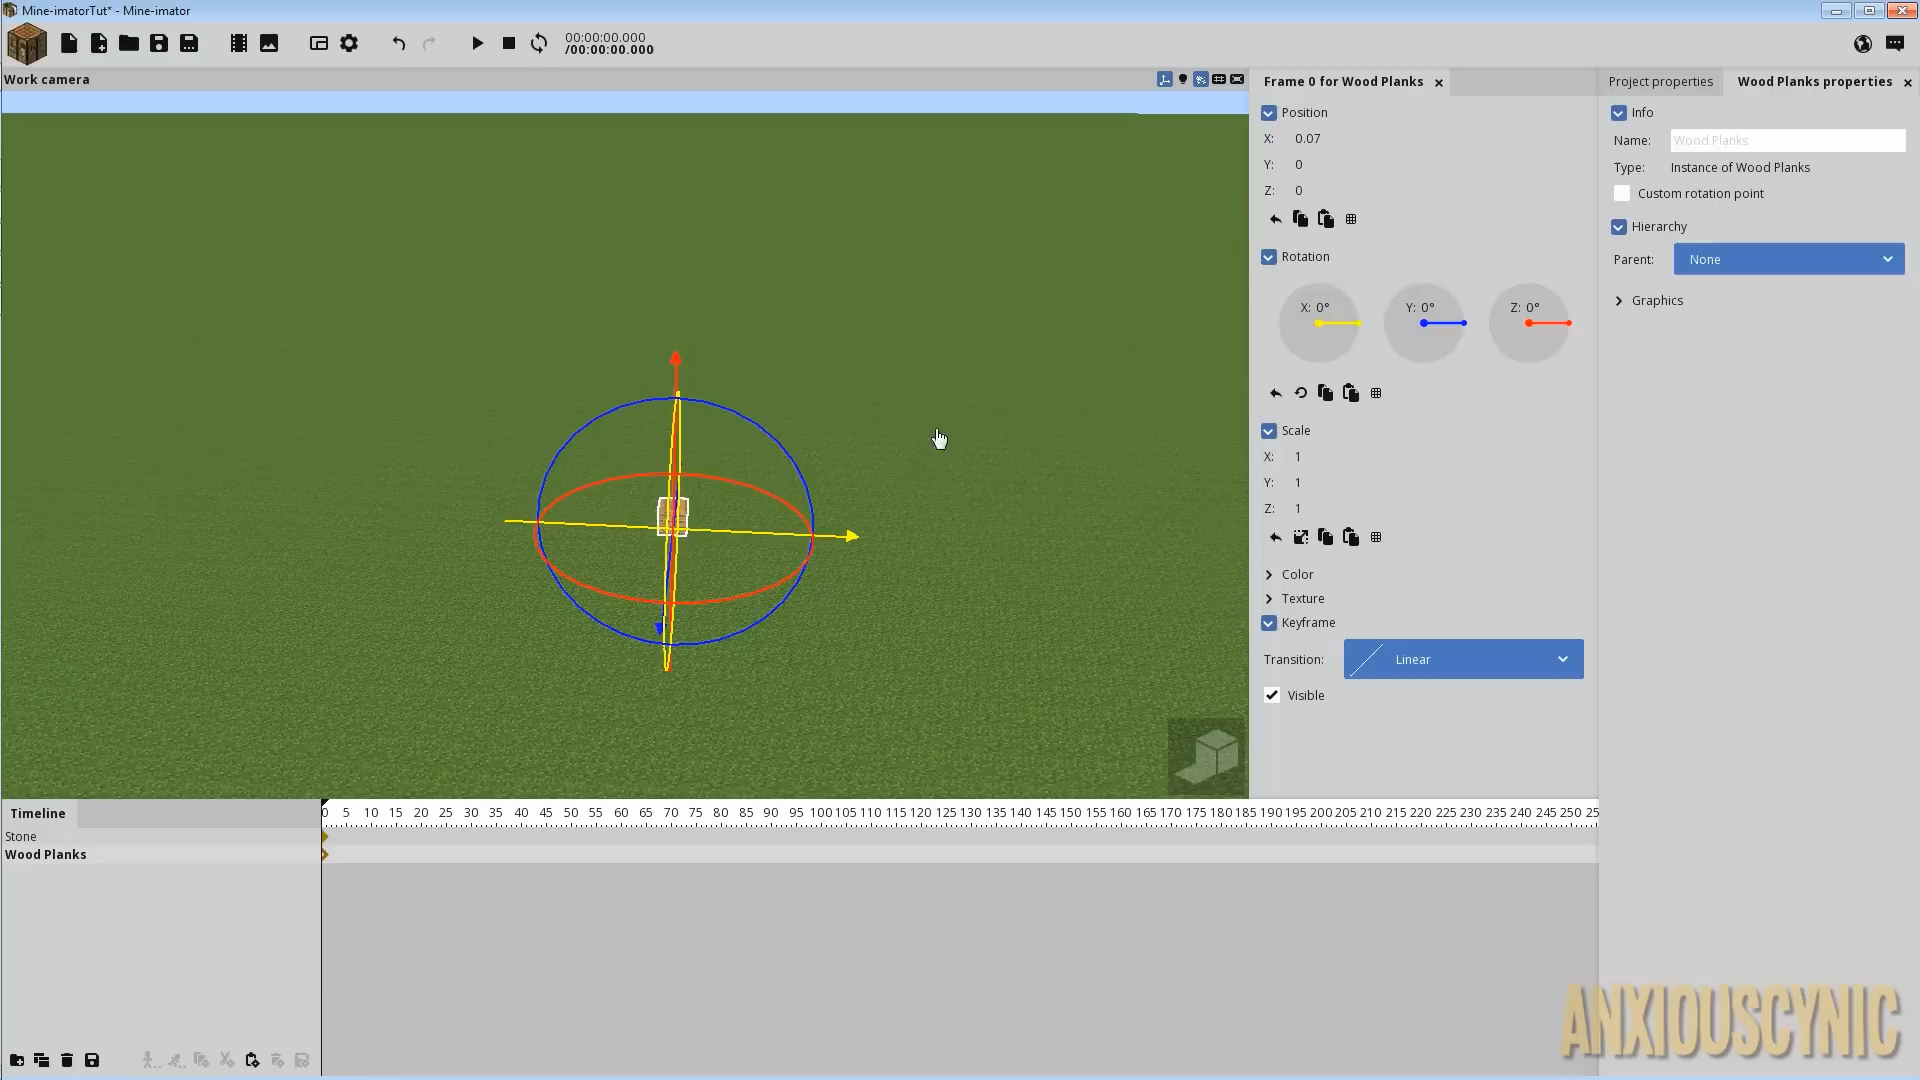 Mine-imatorTut* - Mine-imator
00:00:00.000
/00:00:00.000
Work camera
Frame 0 for Wood Planks
Position
X: 0.07
Y: 0
Z: 0
Rotation
X: 0° Y: 0° Z: 0°
Scale
X: 1
Y: 1
Z: 1
Color
Texture
Keyframe
Transition: Linear
Visible
Project properties Wood Planks properties
Info
Name: Wood Planks
Type: Instance of Wood Planks
Custom rotation point
Hierarchy
Parent: None
Graphics
Timeline
0 5 10 15 20 25 30 35 40 45 50 55 60 65 70 75 80 85 90 95 100 105 110 115 120 125 130 135 140 145 150 155 160 165 170 175 180 185 190 195 200 205 210 215 220 225 230 235 240 245 250 25
Stone
Wood Planks
ANXIOUSCYNIC